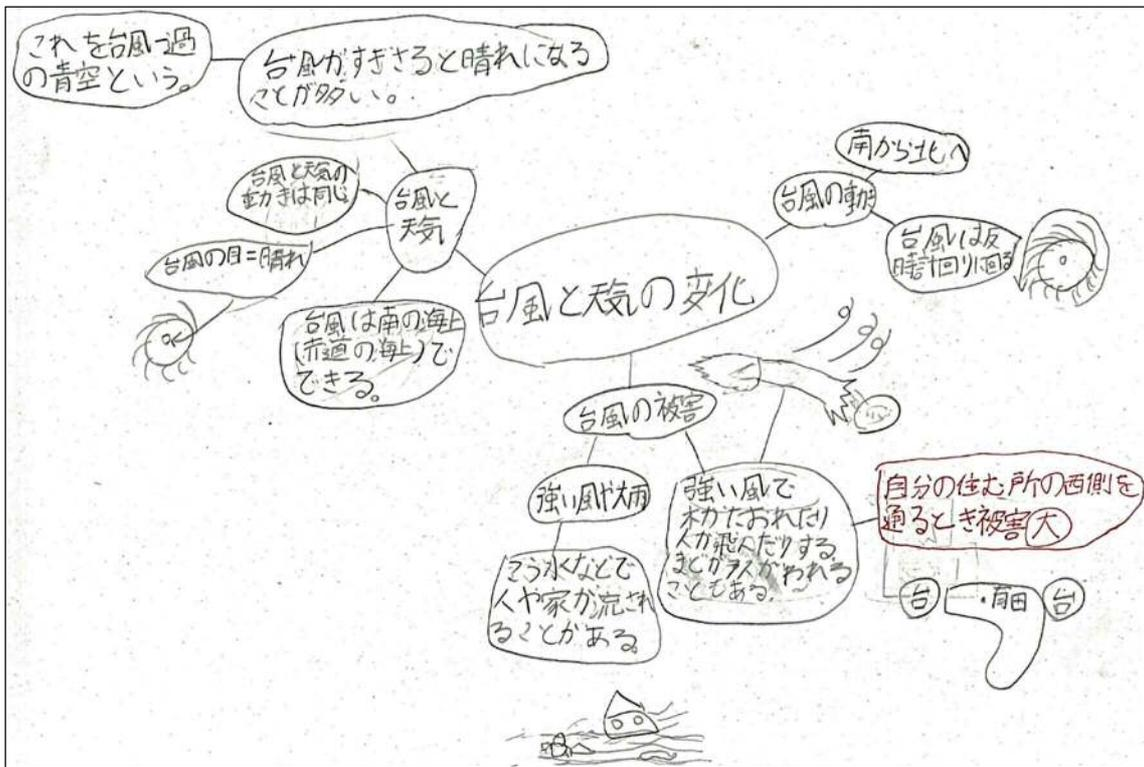 これを台風一過
の青空という。
台風がすぎさると晴れになる
ことが多い。
台風と
天気
台風と天気の
動きは同じ
台風の目=晴れ
台風は南の海上
(赤道の海上)で
できる。
台風と天気の変化
台風の動き
南から北へ
台風は反
時計回りに回る
台風の被害
強い風や大雨
こう水などで
人や家が流され
ることがある
強い風で
木がたおれたり
人が飛んだりする。
まどガラスがわれる
こともある。
自分の住む所の西側を
通るとき被害大
台
・有田
台